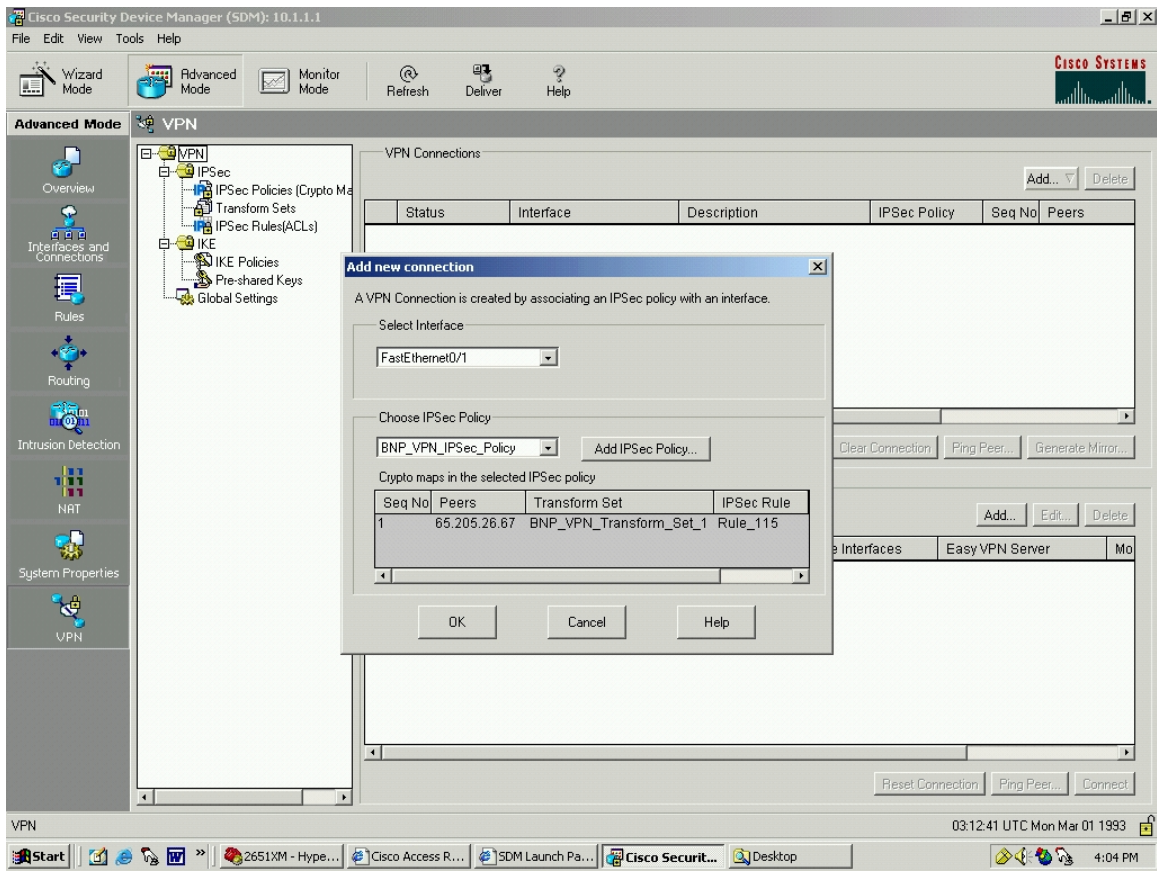 Cisco Security Device Manager (SDM): 10.1.1.1
File Edit View Tools Help
Wizard Mode
Advanced Mode
Monitor Mode
Refresh
Deliver
Help
CISCO SYSTEMS
Advanced Mode
VPN
Overview
Interfaces and Connections
Rules
Routing
Intrusion Detection
NAT
System Properties
VPN
VPN
IPSec
IPSec Policies (Crypto Ma
Transform Sets
IPSec Rules(ACLs)
IKE
IKE Policies
Pre-shared Keys
Global Settings
VPN Connections
Add... Delete
Status Interface Description IPSec Policy Seq No Peers
Add new connection
A VPN Connection is created by associating an IPSec policy with an interface.
Select Interface
FastEthernet0/1
Choose IPSec Policy
BNP_VPN_IPSec_Policy Add IPSec Policy...
Crypto maps in the selected IPSec policy
Seq No Peers Transform Set IPSec Rule
1 65.205.26.67 BNP_VPN_Transform_Set_1 Rule_115
OK Cancel Help
Clear Connection Ping Peer... Generate Mirror...
Add... Edit... Delete
e Interfaces Easy VPN Server Mo
Reset Connection Ping Peer... Connect
VPN 03:12:41 UTC Mon Mar 01 1993
Start 2651XM - Hype... Cisco Access R... SDM Launch Pa... Cisco Securit... Desktop 4:04 PM